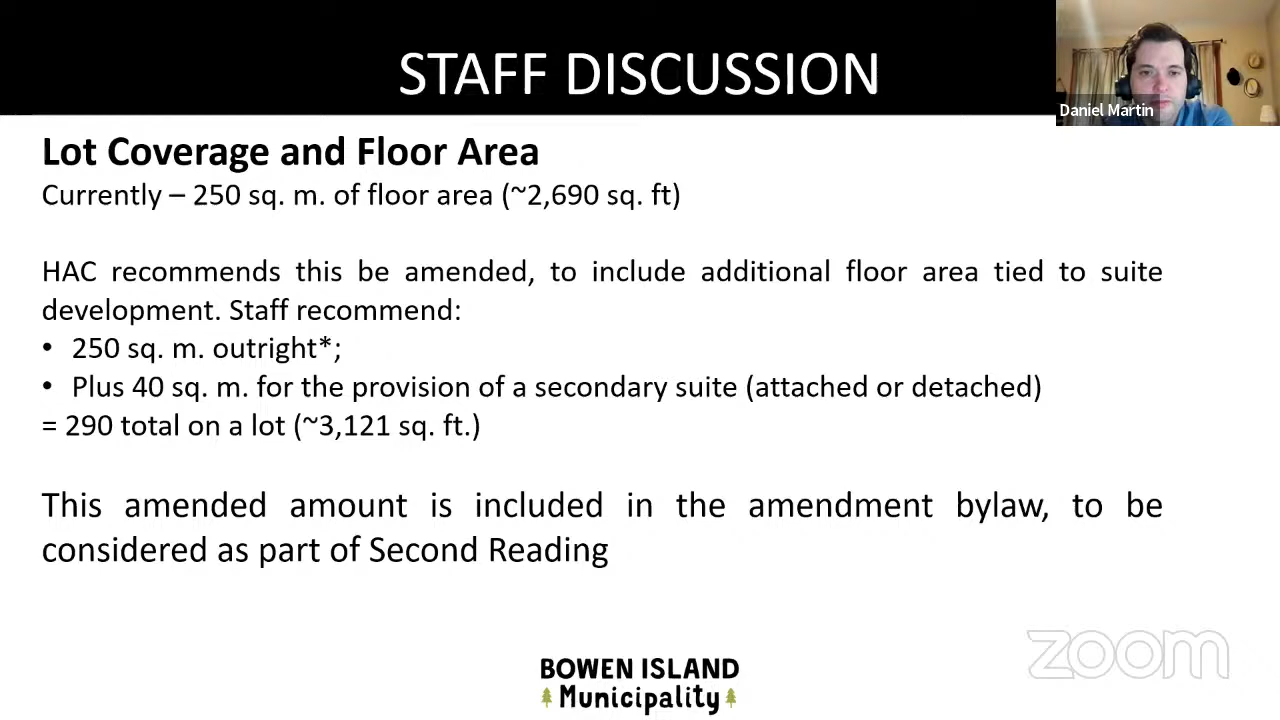 STAFF DISCUSSION
Daniel Martin
Lot Coverage and Floor Area
Currently – 250 sq. m. of floor area (~2,690 sq. ft)
HAC recommends this be amended, to include additional floor area tied to suite
development. Staff recommend:
• 250 sq. m. outright*;
• Plus 40 sq. m. for the provision of a secondary suite (attached or detached)
= 290 total on a lot (~3,121 sq. ft.)
This amended amount is included in the amendment bylaw, to be
considered as part of Second Reading
zoom
BOWEN ISLAND
Municipality